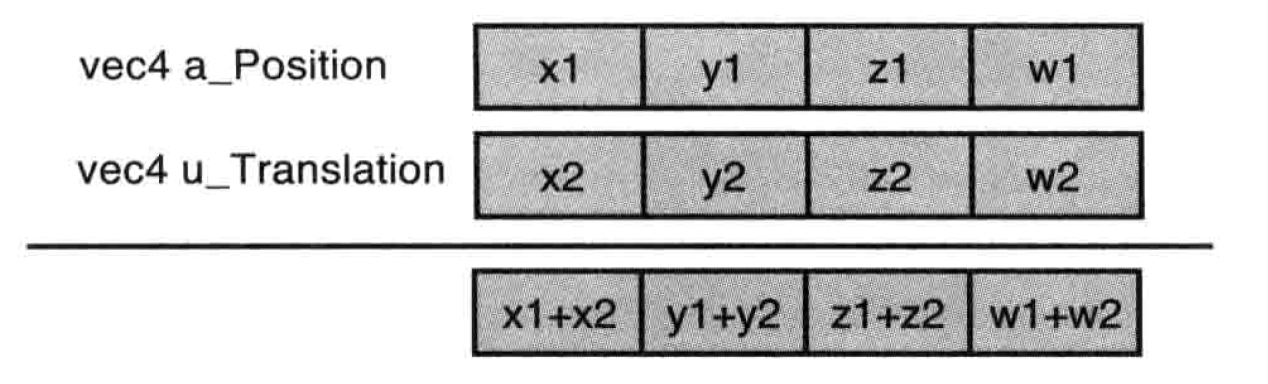 vec4 a_Position x1 y1 z1 w1
vec4 u_Translation x2 y2 z2 w2
x1+x2 y1+y2 z1+z2 w1+w2